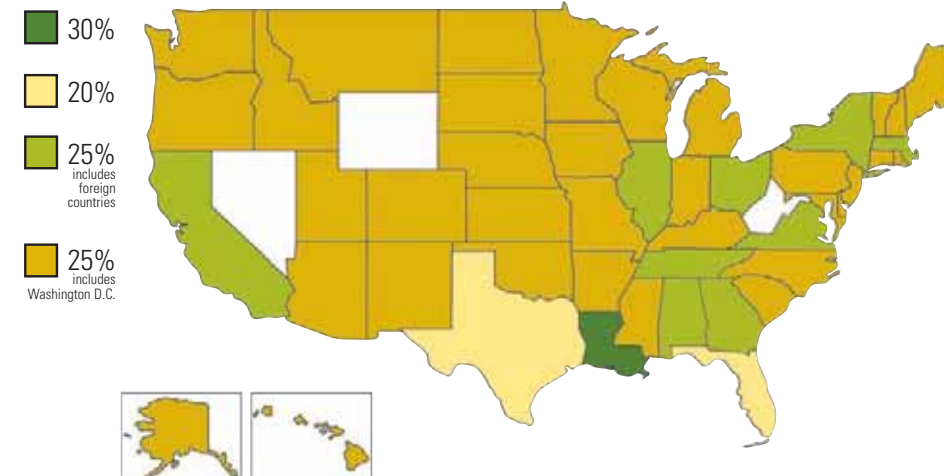 30%
20%
25%
includes
foreign
countries
25%
includes
Washington D.C.